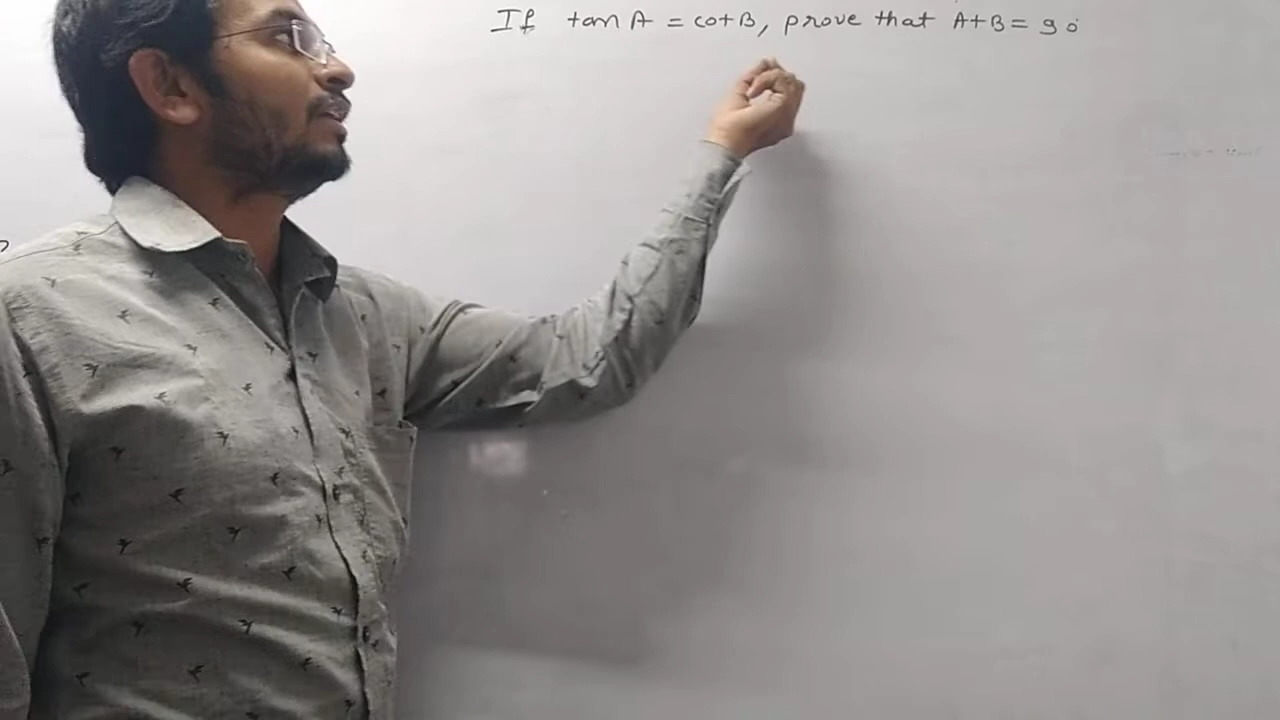 If tan A = cot B, prove that A+B = 90°